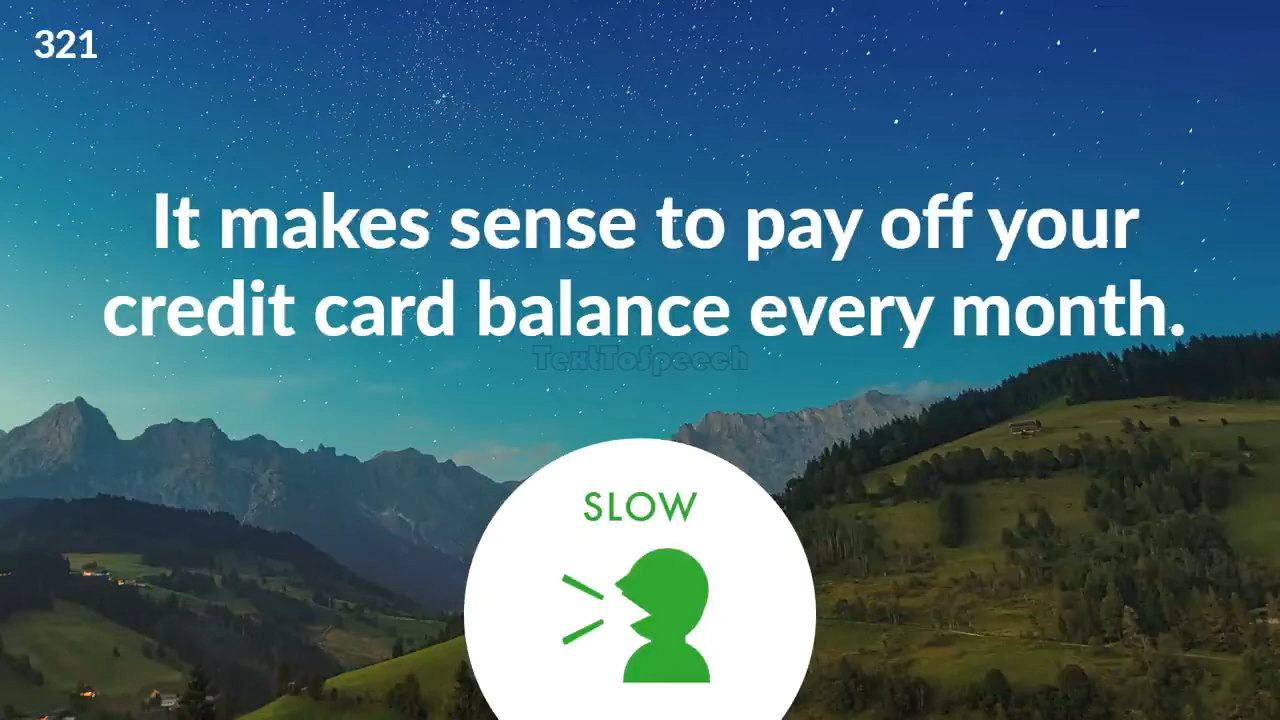 321
It makes sense to pay off your
credit card balance every month.
TextToSpeech
SLOW